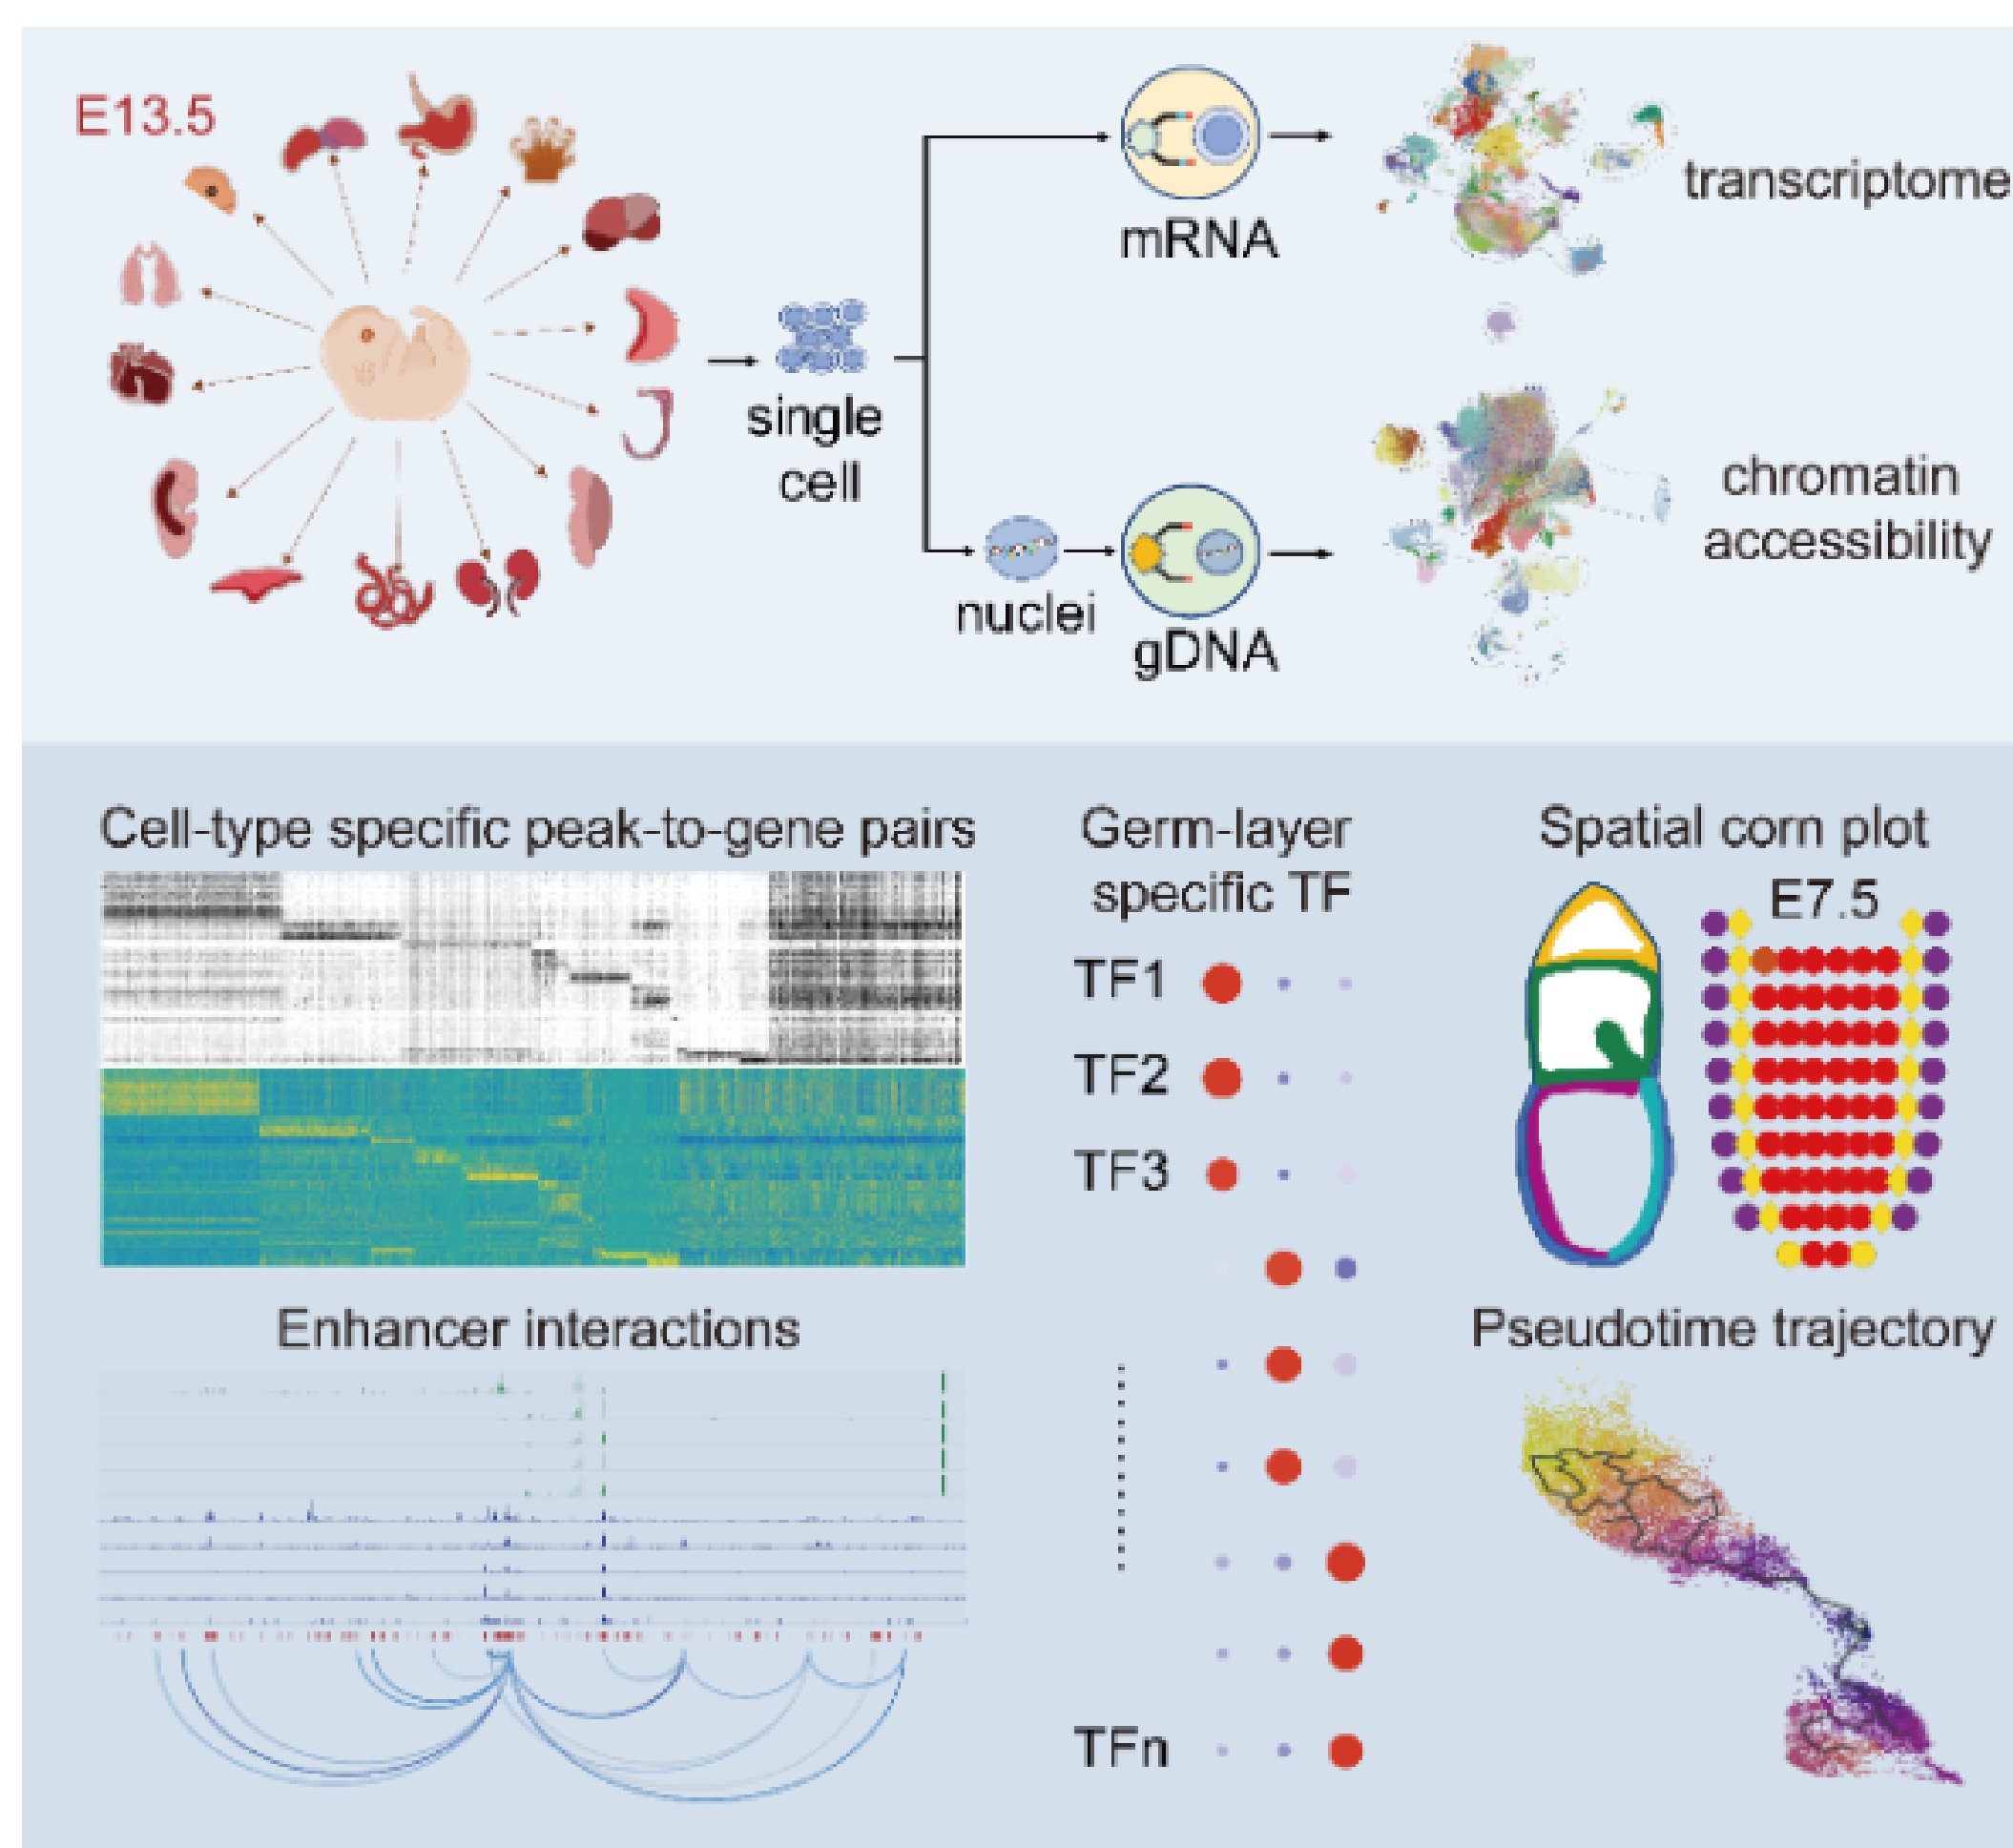 E13.5
transcriptome
mRNA
single
cell
chromatin
accessibility
nuclei
gDNA
Cell-type specific peak-to-gene pairs
Germ-layer
specific TF
Spatial corn plot
E7.5
TF1
TF2
TF3
Enhancer interactions
Pseudotime trajectory
TFn